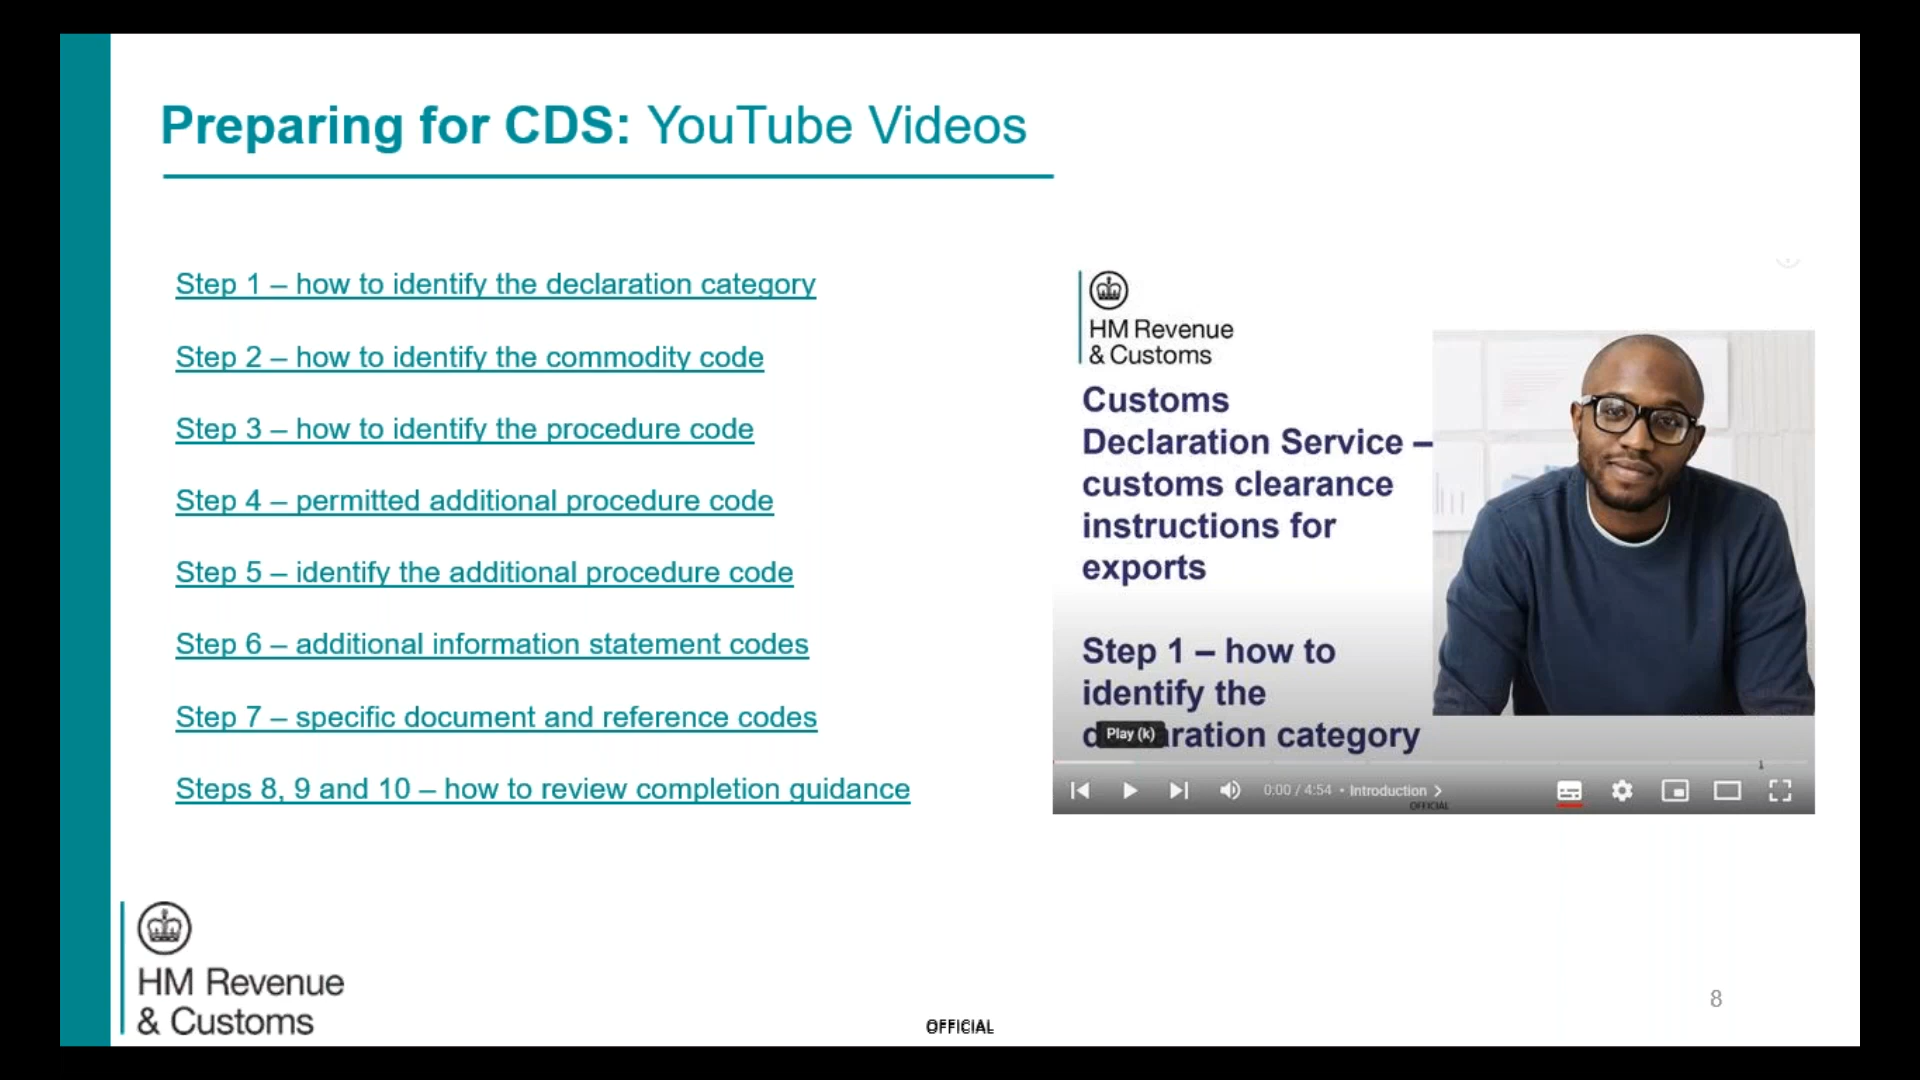 Preparing for CDS: YouTube Videos
Step 1 – how to identify the declaration category
Step 2 – how to identify the commodity code
Step 3 – how to identify the procedure code
Step 4 – permitted additional procedure code
Step 5 – identify the additional procedure code
Step 6 – additional information statement codes
Step 7 – specific document and reference codes
Steps 8, 9 and 10 – how to review completion guidance
HM Revenue
& Customs
Customs
Declaration Service –
customs clearance
instructions for
exports
Step 1 – how to
identify the
d ration category
Play (k)
1
0:00 / 4:54 • Introduction
OFFICIAL
HM Revenue
& Customs
OFFICIAL
8